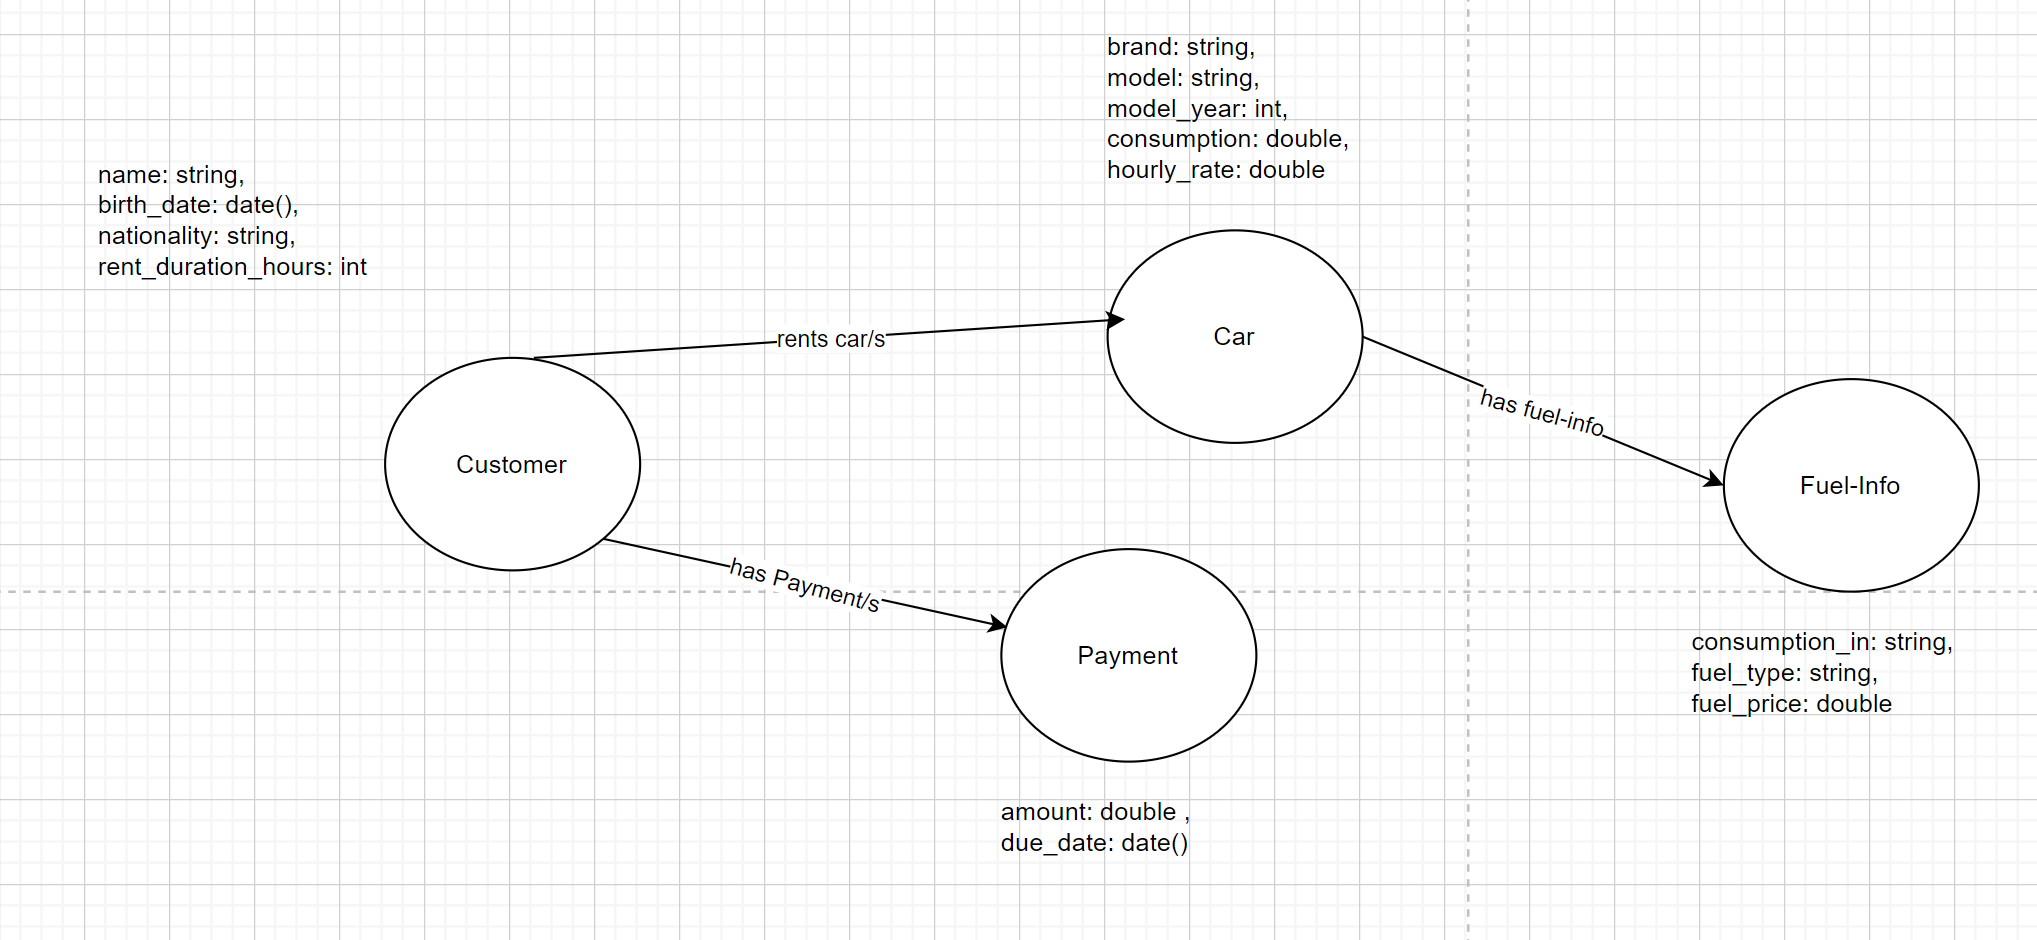 brand: string,
model: string,
model_year: int,
consumption: double,
hourly_rate: double
name: string,
birth_date: date(),
nationality: string,
rent_duration_hours: int
rents car/s
Car
has fuel-info
Customer
Fuel-Info
has Payment/s
Payment
consumption_in: string,
fuel_type: string,
fuel_price: double
amount: double ,
due_date: date()